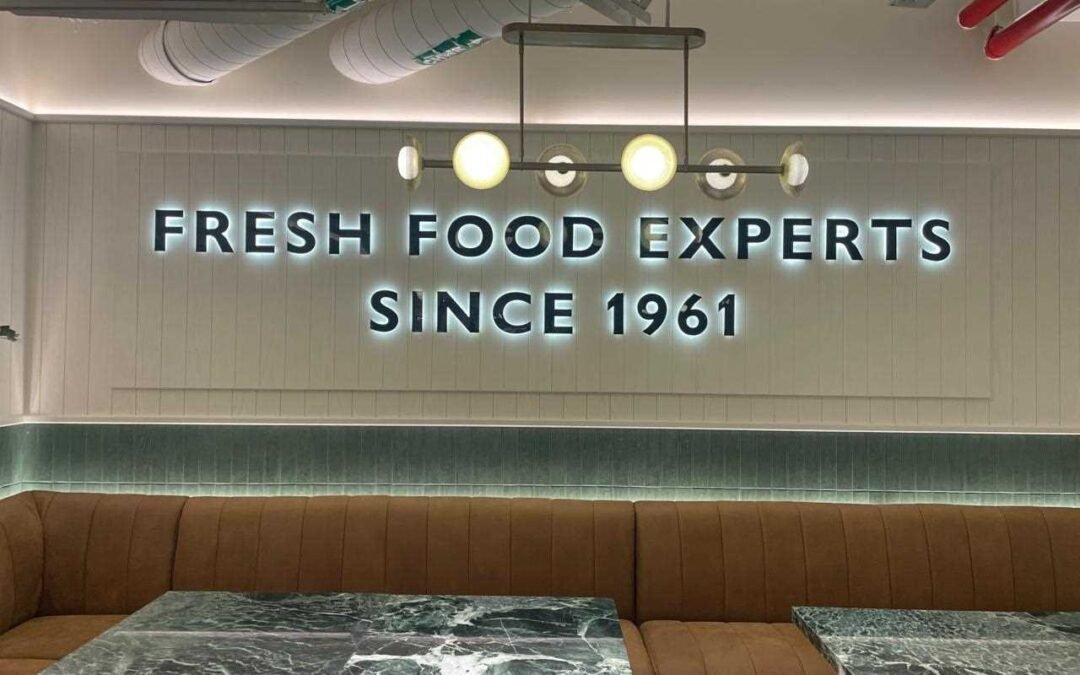 FRESH FOOD EXPERTS
SINCE 1961